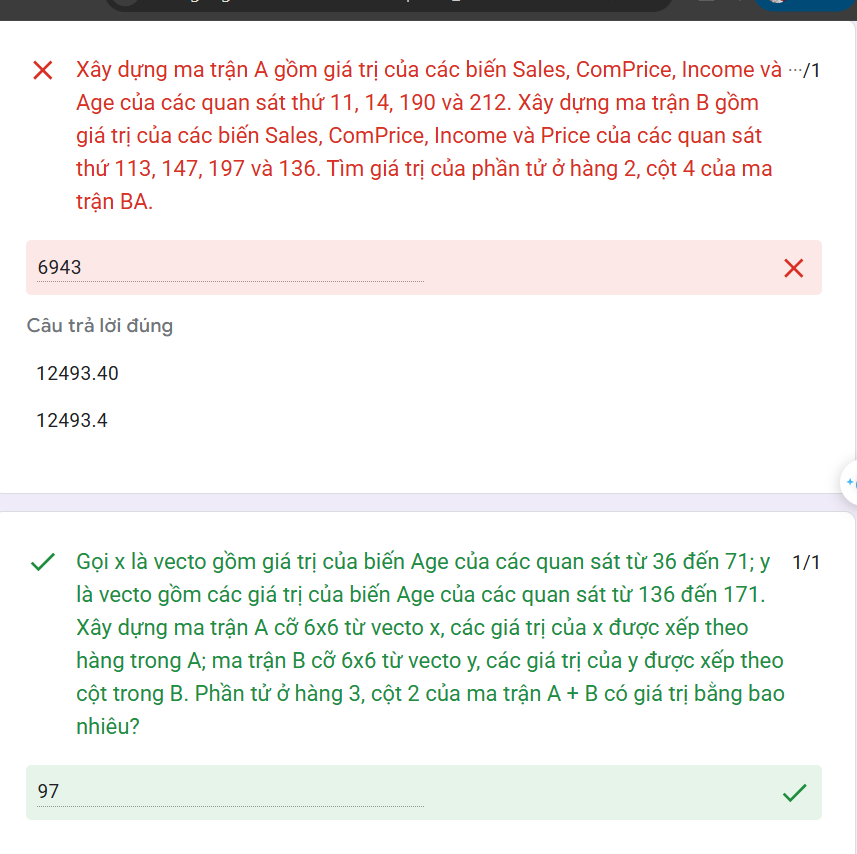 Xây dựng ma trận A gồm giá trị của các biến Sales, ComPrice, Income và ···/1
Age của các quan sát thứ 11, 14, 190 và 212. Xây dựng ma trận B gồm
giá trị của các biến Sales, ComPrice, Income và Price của các quan sát
thứ 113, 147, 197 và 136. Tìm giá trị của phần tử ở hàng 2, cột 4 của ma
trận BA.
6943
Câu trả lời đúng
12493.40
12493.4
Gọi x là vecto gồm giá trị của biến Age của các quan sát từ 36 đến 71; y 1/1
là vecto gồm các giá trị của biến Age của các quan sát từ 136 đến 171.
Xây dựng ma trận A cỡ 6x6 từ vecto x, các giá trị của x được xếp theo
hàng trong A; ma trận B cỡ 6x6 từ vecto y, các giá trị của y được xếp theo
cột trong B. Phần tử ở hàng 3, cột 2 của ma trận A + B có giá trị bằng bao
nhiêu?
97